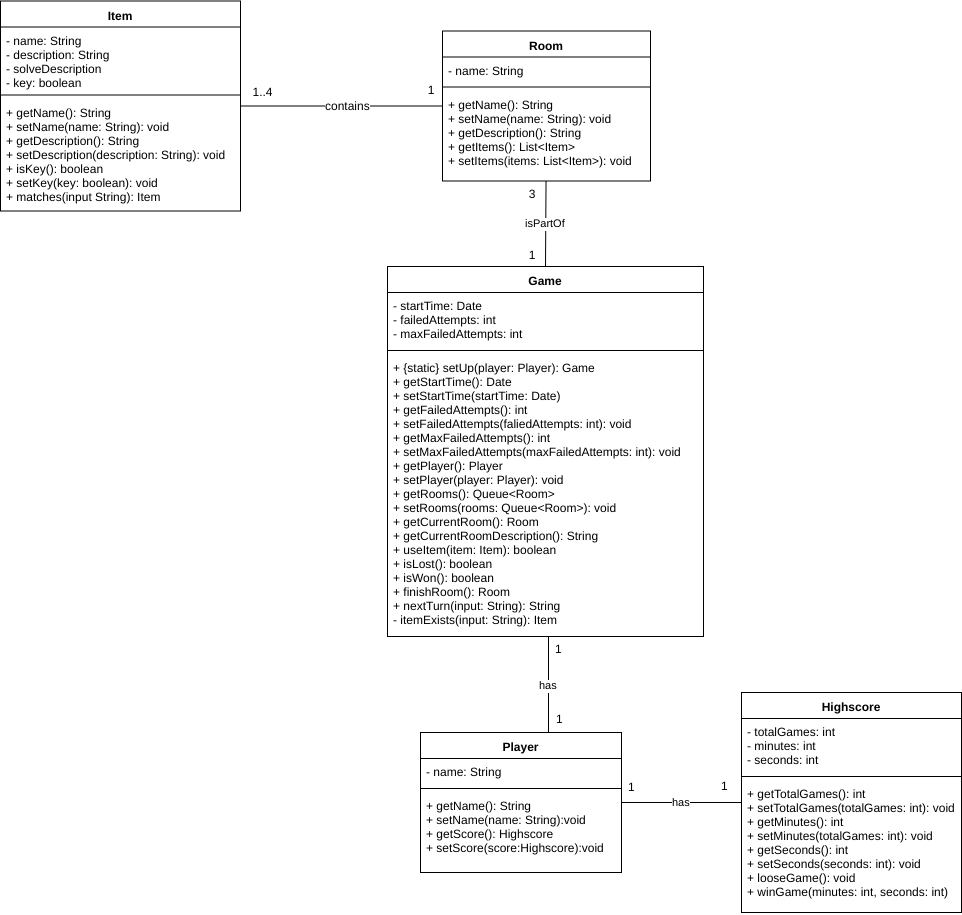 Item
- name: String
- description: String
- solveDescription
- key: boolean
+ getName(): String
+ setName(name: String): void
+ getDescription(): String
+ setDescription(description: String): void
+ isKey(): boolean
+ setKey(key: boolean): void
+ matches(input String): Item
1..4
contains
1
Room
- name: String
+ getName(): String
+ setName(name: String): void
+ getDescription(): String
+ getItems(): List<Item>
+ setItems(items: List<Item>): void
3
isPartOf
1
Game
- startTime: Date
- failedAttempts: int
- maxFailedAttempts: int
+ {static} setUp(player: Player): Game
+ getStartTime(): Date
+ setStartTime(startTime: Date)
+ getFailedAttempts(): int
+ setFailedAttempts(faliedAttempts: int): void
+ getMaxFailedAttempts(): int
+ setMaxFailedAttempts(maxFailedAttempts: int): void
+ getPlayer(): Player
+ setPlayer(player: Player): void
+ getRooms(): Queue<Room>
+ setRooms(rooms: Queue<Room>): void
+ getCurrentRoom(): Room
+ getCurrentRoomDescription(): String
+ useItem(item: Item): boolean
+ isLost(): boolean
+ isWon(): boolean
+ finishRoom(): Room
+ nextTurn(input: String): String
- itemExists(input: String): Item
1
has
1
Player
- name: String
+ getName(): String
+ setName(name: String):void
+ getScore(): Highscore
+ setScore(score:Highscore):void
1
has
1
Highscore
- totalGames: int
- minutes: int
- seconds: int
+ getTotalGames(): int
+ setTotalGames(totalGames: int): void
+ getMinutes(): int
+ setMinutes(totalGames: int): void
+ getSeconds(): int
+ setSeconds(seconds: int): void
+ looseGame(): void
+ winGame(minutes: int, seconds: int)